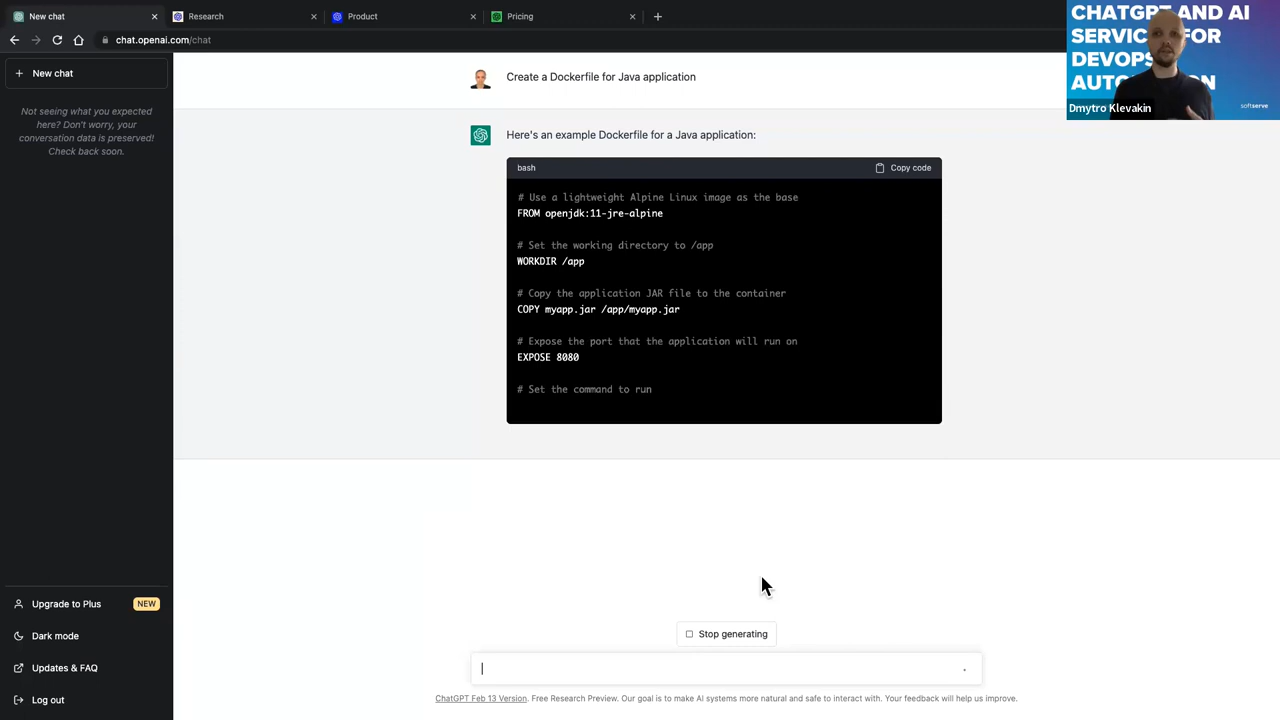 New chat
Research
Product
Pricing
chat.openai.com/chat
New chat
Not seeing what you expected
here? Don't worry, your
conversation data is preserved!
Check back soon.
Upgrade to Plus
NEW
Dark mode
Updates & FAQ
Log out
Create a Dockerfile for Java application
Here's an example Dockerfile for a Java application:
bash
Copy code
# Use a lightweight Alpine Linux image as the base
FROM openjdk:11-jre-alpine
# Set the working directory to /app
WORKDIR /app
# Copy the application JAR file to the container
COPY myapp.jar /app/myapp.jar
# Expose the port that the application will run on
EXPOSE 8080
# Set the command to run
Stop generating
ChatGPT Feb 13 Version. Free Research Preview. Our goal is to make AI systems more natural and safe to interact with. Your feedback will help us improve.
CHATGPT AND AI
DEVOPS
Dmytro Klevakin
softserve